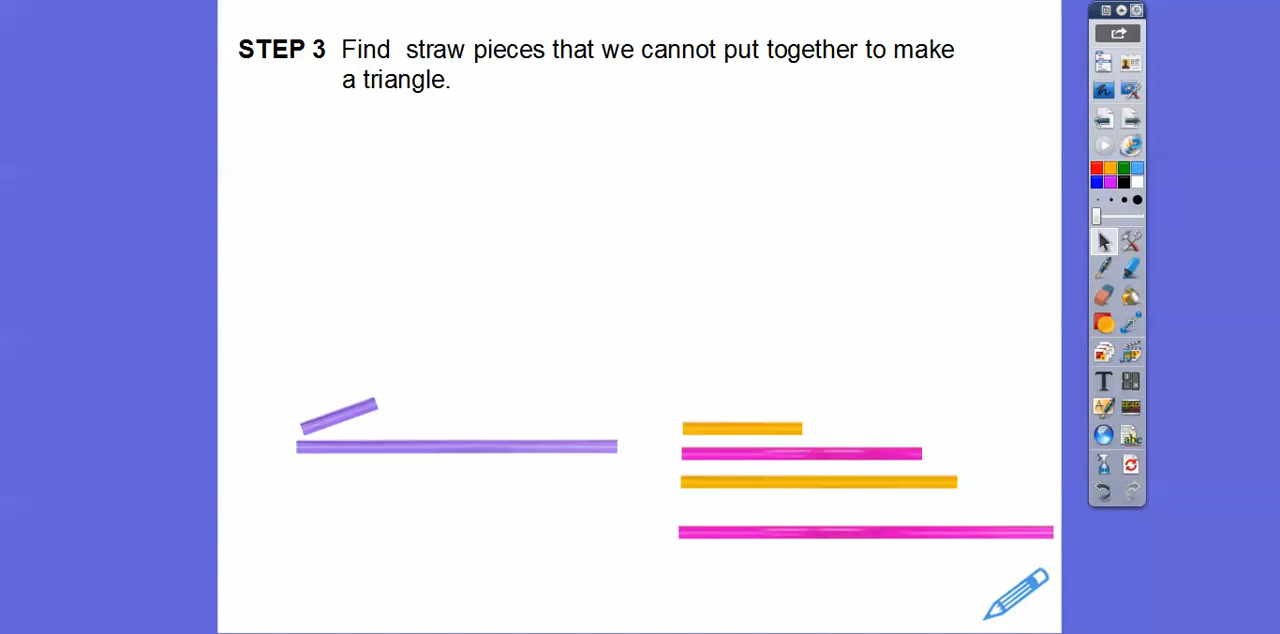 STEP 3 Find straw pieces that we cannot put together to make
a triangle.